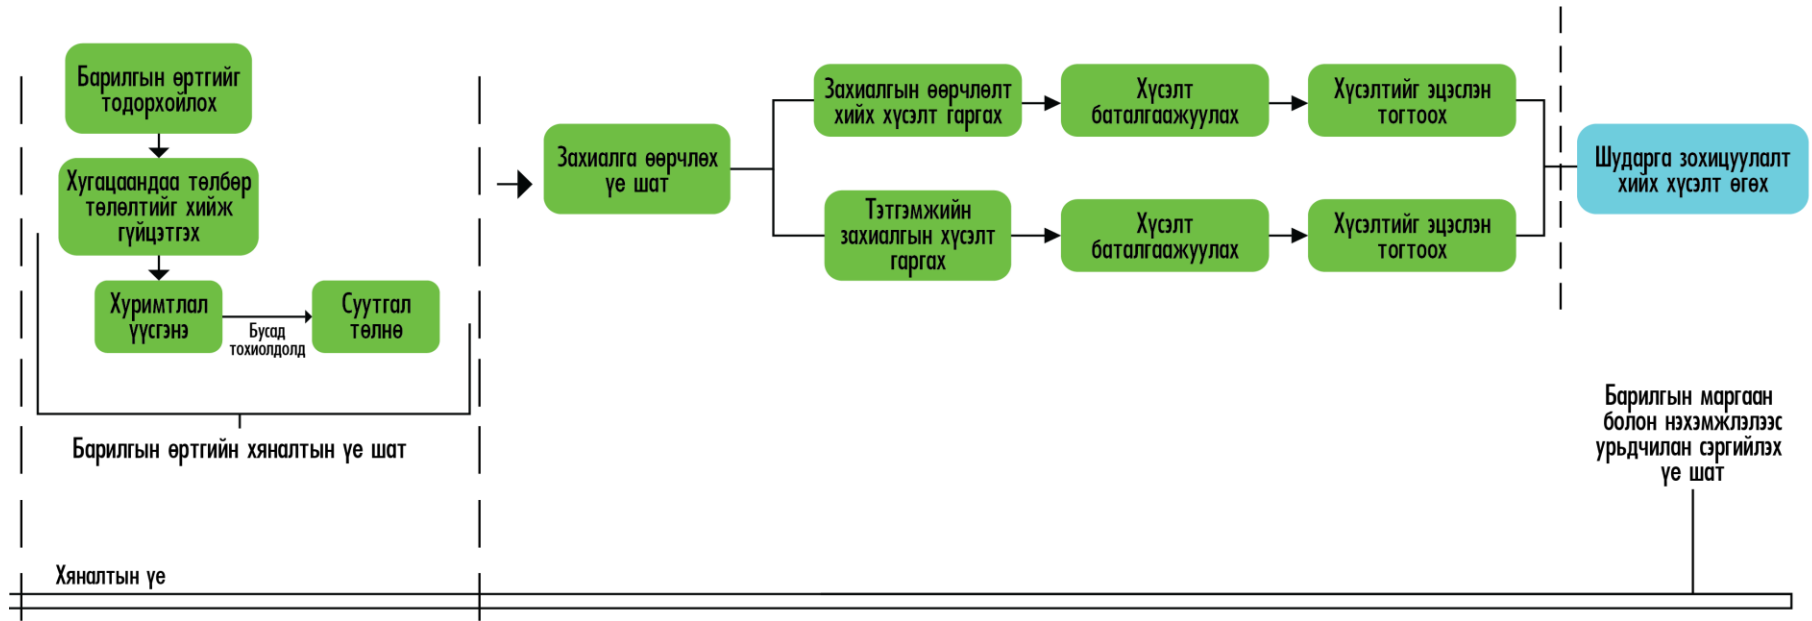 Барилгын өртгийг
тодорхойлох
Хугацаандаа төлбөр
төлөлтийг хийж
гүйцэтгэх
Хуримтлал
үүсгэнэ
Бусад
тохиолдолд
Суутгал
төлнө
Барилгын өртгийн хяналтын үе шат
Захиалга өөрчлөх
үе шат
Захиалгын өөрчлөлт
хийх хүсэлт гаргах
Хүсэлт
баталгаажуулах
Хүсэлтийг эцэслэн
тогтоох
Тэтгэмжийн
захиалгын хүсэлт
гаргах
Хүсэлт
баталгаажуулах
Хүсэлтийг эцэслэн
тогтоох
Шударга зохицуулалт
хийх хүсэлт өгөх
Барилгын маргаан
болон нэхэмжлэлээс
урьдчилан сэргийлэх
үе шат
Хяналтын үе